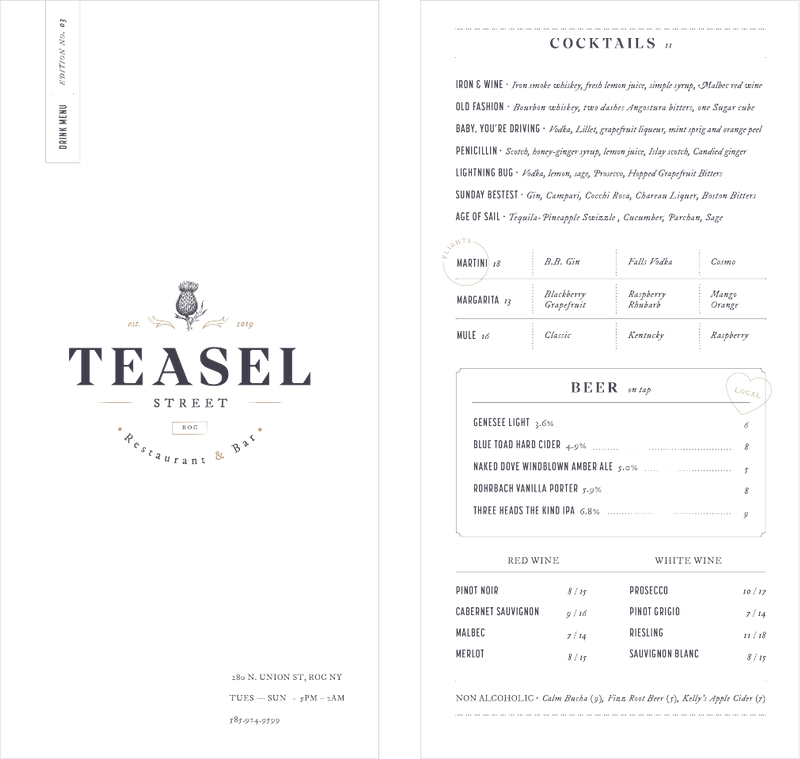 DRINK MENU EDITION NO. 03
est. 2019
TEASEL
STREET
ROC
Restaurant & Bar
280 N. UNION ST, ROC NY
TUES — SUN - 5PM – 2AM
585.924.9599
COCKTAILS 11
IRON & WINE · Iron smoke whiskey, fresh lemon juice, simple syrup, Malbec red wine
OLD FASHION · Bourbon whiskey, two dashes Angostura bitters, one Sugar cube
BABY, YOU'RE DRIVING · Vodka, Lillet, grapefruit liqueur, mint sprig and orange peel
PENICILLIN · Scotch, honey-ginger syrup, lemon juice, Islay scotch, Candied ginger
LIGHTNING BUG · Vodka, lemon, sage, Prosecco, Hopped Grapefruit Bitters
SUNDAY BESTEST · Gin, Campari, Cocchi Rosa, Chareau Liquer, Boston Bitters
AGE OF SAIL · Tequila-Pineapple Swizzle , Cucumber, Parchan, Sage
FLIGHTS
MARTINI 18 B.B. Gin Falls Vodka Cosmo
MARGARITA 13 Blackberry Grapefruit Raspberry Rhubarb Mango Orange
MULE 16 Classic Kentucky Raspberry
BEER on tap
LOCAL
GENESEE LIGHT 3.6% 6
BLUE TOAD HARD CIDER 4.9% 8
NAKED DOVE WINDBLOWN AMBER ALE 5.0% 5
ROHRBACH VANILLA PORTER 5.9% 8
THREE HEADS THE KIND IPA 6.8% 9
RED WINE WHITE WINE
PINOT NOIR 8 / 15 PROSECCO 10 / 17
CABERNET SAUVIGNON 9 / 16 PINOT GRIGIO 7 / 14
MALBEC 7 / 14 RIESLING 11 / 18
MERLOT 8 / 15 SAUVIGNON BLANC 8 / 15
NON ALCOHOLIC · Calm Bucha (9), Fizz Root Beer (5), Kelly's Apple Cider (7)